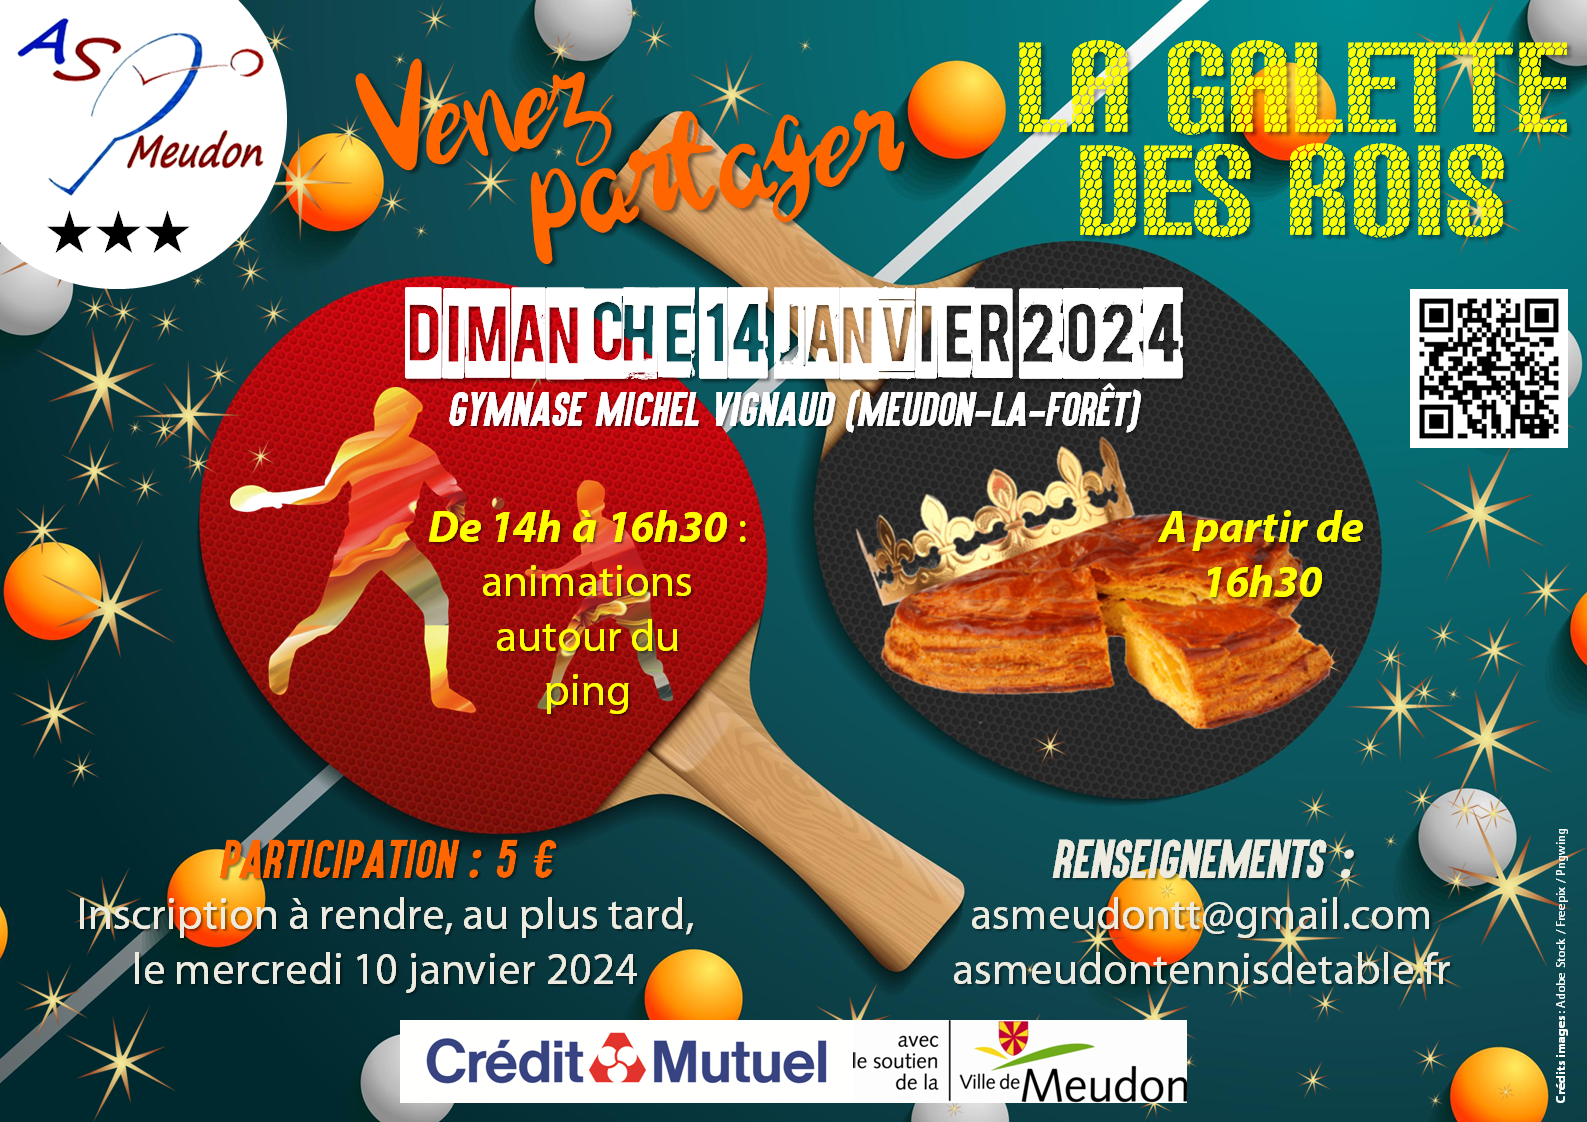 AS
Meudon
Venez
partager
LA GALETTE
DES ROIS
DIMANCHE 14 JANVIER 2024
GYMNASE MICHEL VIGNAUD (MEUDON-LA-FORÊT)
De 14h à 16h30 :
animations
autour du
ping
A partir de
16h30
PARTICIPATION : 5 €
Inscription à rendre, au plus tard,
le mercredi 10 janvier 2024
RENSEIGNEMENTS :
asmeudontt@gmail.com
asmeudontennisdetable.fr
Crédit Mutuel
avec
le soutien
de la
Ville de Meudon
Crédits images : Adobe Stock / Freepix / Pngwing